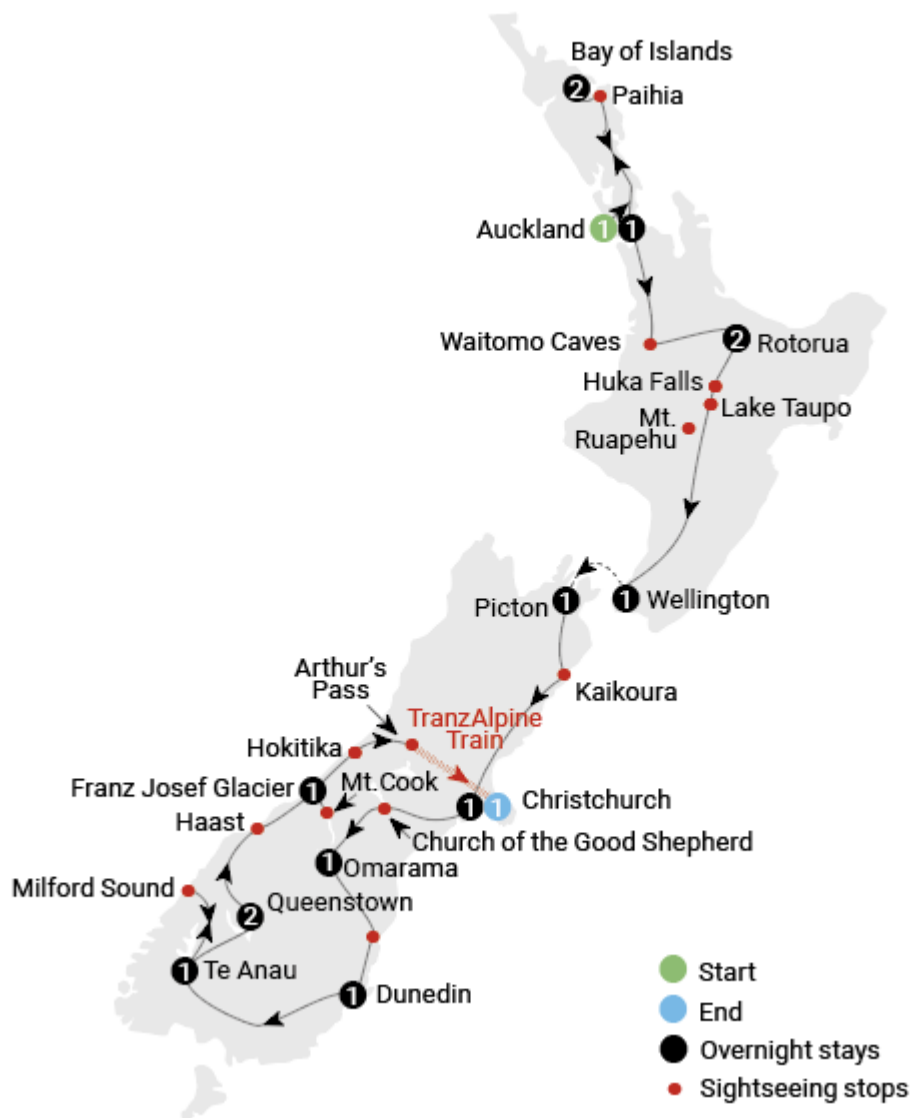 Bay of Islands
2
Paihia
Auckland
1
1
Waitomo Caves
2
Rotorua
Huka Falls
Lake Taupo
Mt.
Ruapehu
Picton
1
1
Wellington
Kaikoura
Arthur's
Pass
TranzAlpine
Train
Hokitika
Franz Josef Glacier
1
Mt.Cook
1
1
Christchurch
Haast
Church of the Good Shepherd
1
Omarama
Milford Sound
2
Queenstown
1
Te Anau
1
Dunedin
Start
End
Overnight stays
Sightseeing stops